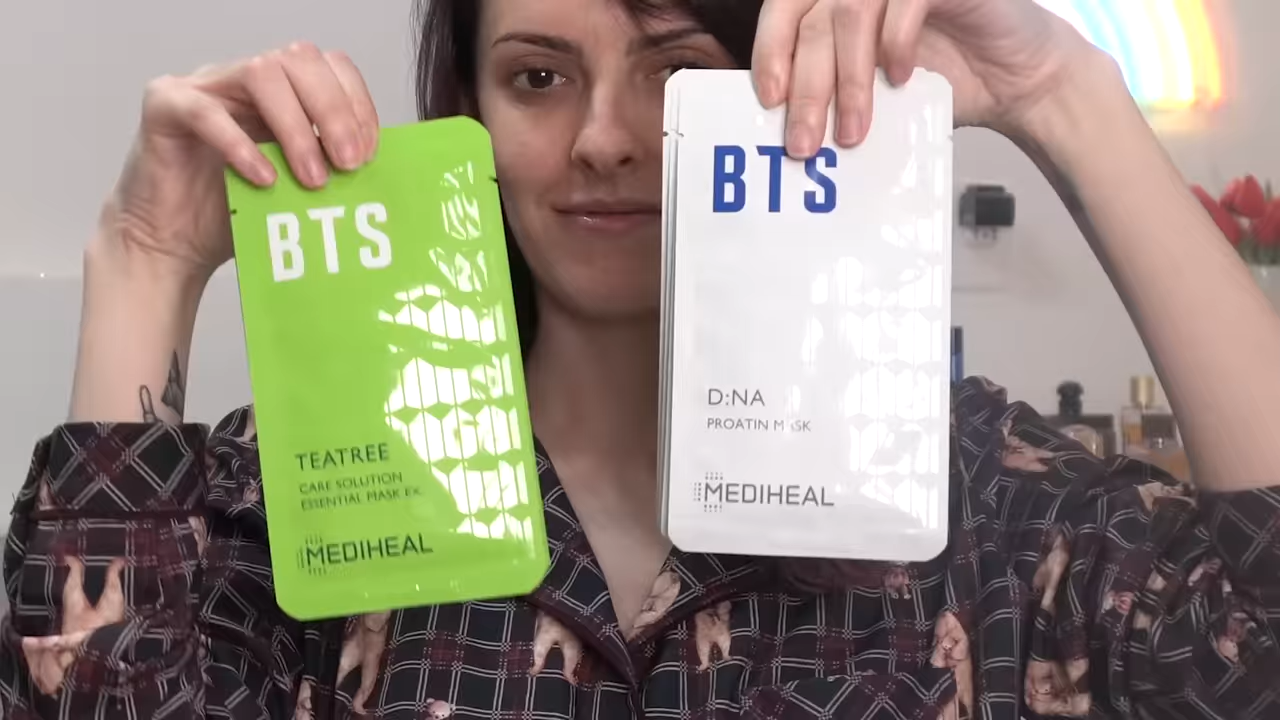 BTS
TEATREE
CARE SOLUTION
ESSENTIAL MASK EX.
MEDIHEAL
BTS
D:NA
PROATIN MASK
MEDIHEAL